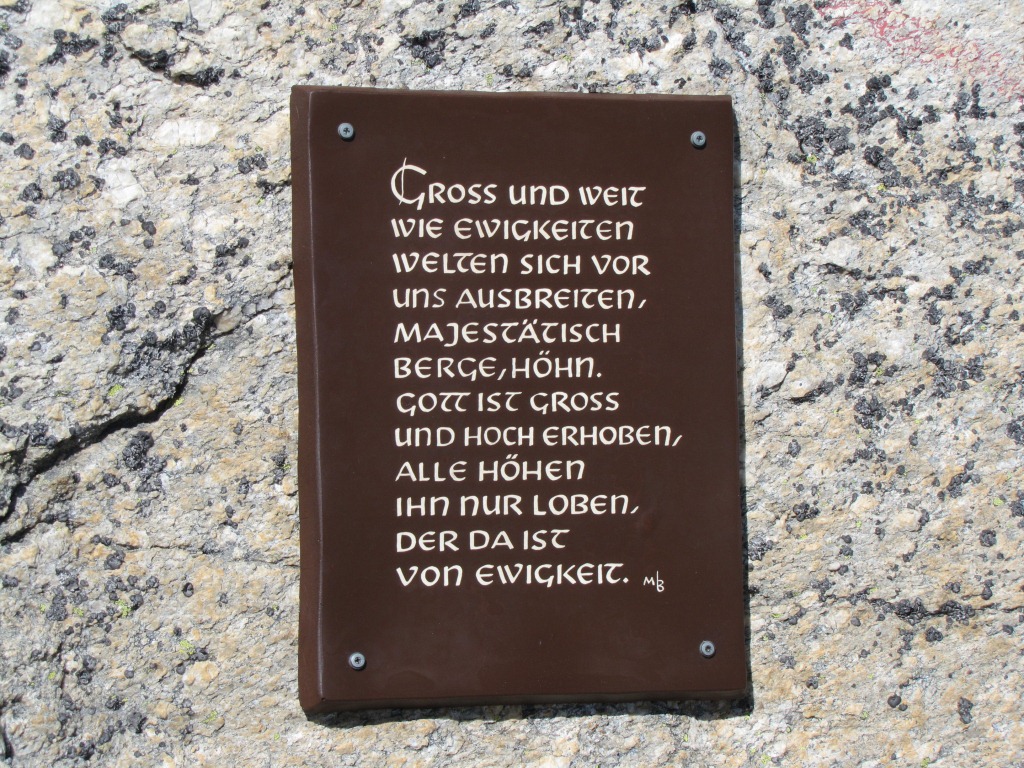 Gross und weit
wie Ewigkeiten
Welten sich vor
uns ausbreiten,
majestätisch
Berge, Höhn.
Gott ist gross
und hoch erhoben,
alle Höhen
ihn nur loben,
der da ist
von Ewigkeit. MB